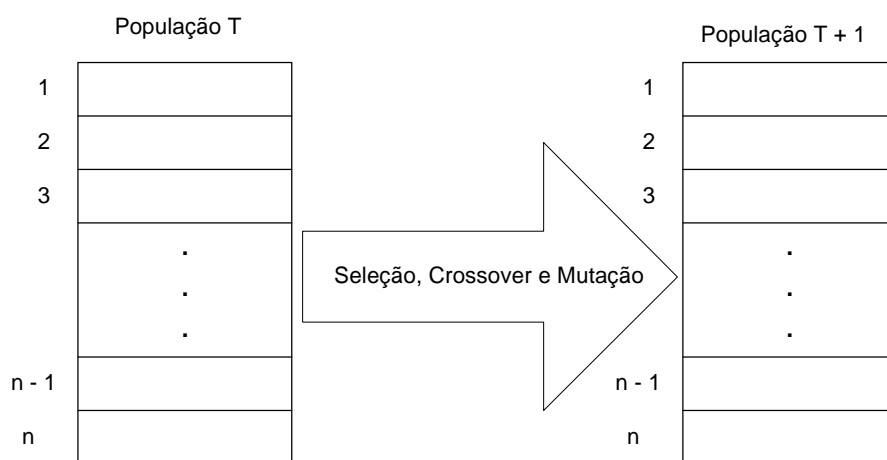 População T
População T + 1
1
2
3
.
.
.
n - 1
n
Seleção, Crossover e Mutação
1
2
3
.
.
.
n - 1
n